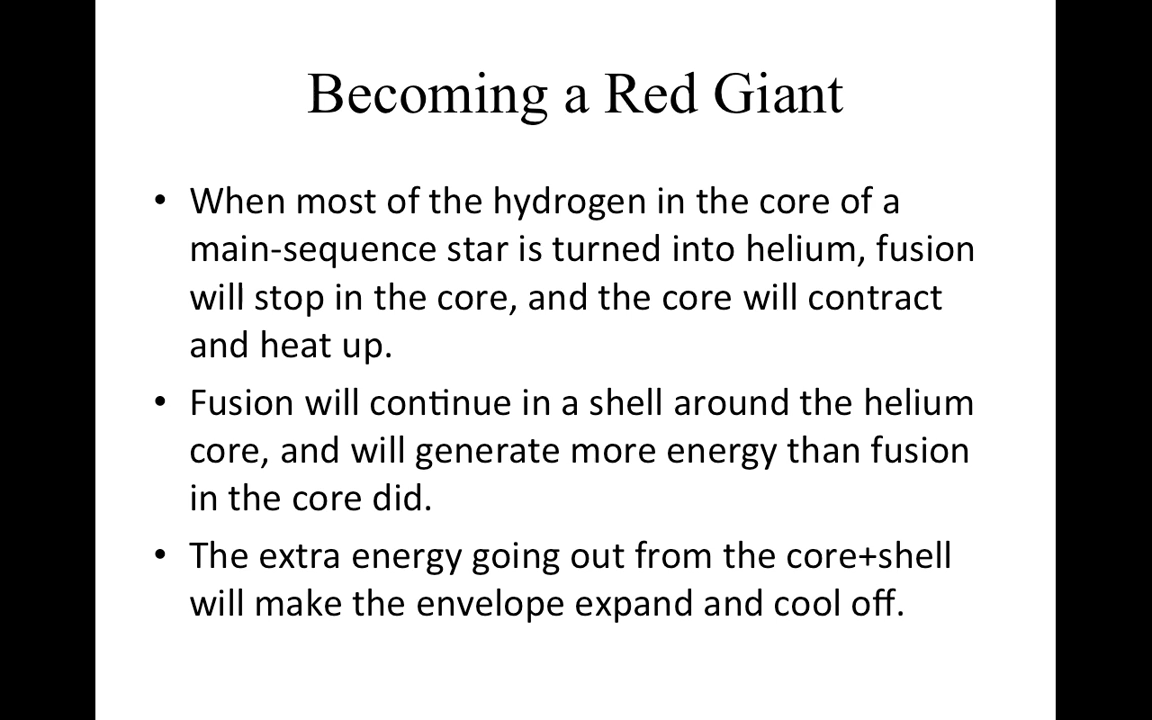 Becoming a Red Giant
• When most of the hydrogen in the core of a
main-sequence star is turned into helium, fusion
will stop in the core, and the core will contract
and heat up.
• Fusion will continue in a shell around the helium
core, and will generate more energy than fusion
in the core did.
• The extra energy going out from the core+shell
will make the envelope expand and cool off.